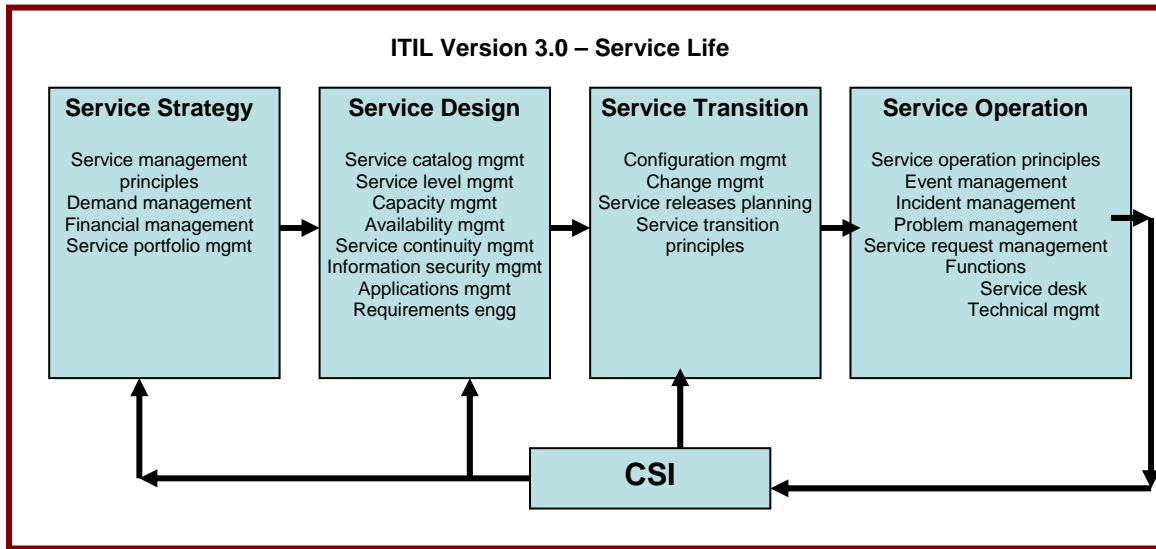 ITIL Version 3.0 – Service Life
Service Strategy
Service management
principles
Demand management
Financial management
Service portfolio mgmt
Service Design
Service catalog mgmt
Service level mgmt
Capacity mgmt
Availability mgmt
Service continuity mgmt
Information security mgmt
Applications mgmt
Requirements engg
Service Transition
Configuration mgmt
Change mgmt
Service releases planning
Service transition
principles
Service Operation
Service operation principles
Event management
Incident management
Problem management
Service request management
Functions
Service desk
Technical mgmt
CSI